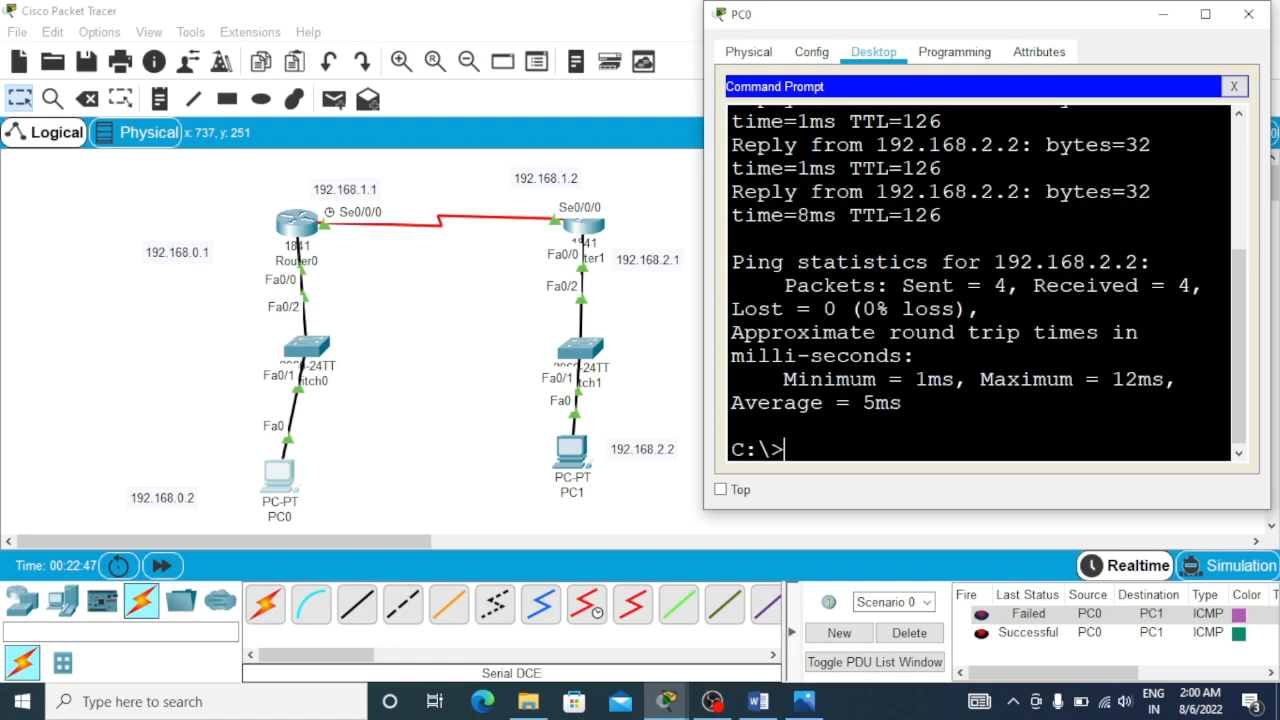 Cisco Packet Tracer
File Edit Options View Tools Extensions Help
Logical Physical x: 737, y: 251
192.168.1.1
192.168.1.2
Se0/0/0
Se0/0/0
192.168.0.1
1841
Router0
Fa0/0
Fa0/2
1841
Fa0/0
192.168.2.1
Fa0/2
Fa0/1
Fa0
Fa0/1
Fa0
PC-PT
PC0
192.168.0.2
PC-PT
PC1
192.168.2.2
PC0
Physical Config Desktop Programming Attributes
Command Prompt X
time=1ms TTL=126
Reply from 192.168.2.2: bytes=32
time=1ms TTL=126
Reply from 192.168.2.2: bytes=32
time=8ms TTL=126
Ping statistics for 192.168.2.2:
Packets: Sent = 4, Received = 4,
Lost = 0 (0% loss),
Approximate round trip times in
milli-seconds:
Minimum = 1ms, Maximum = 12ms,
Average = 5ms
C:\>
Top
Time: 00:22:47
Realtime Simulation
Scenario 0
New Delete
Toggle PDU List Window
Serial DCE
Fire Last Status Source Destination Type Color
Failed PC0 PC1 ICMP
Successful PC0 PC1 ICMP
Type here to search
ENG
IN
2:00 AM
8/6/2022
3